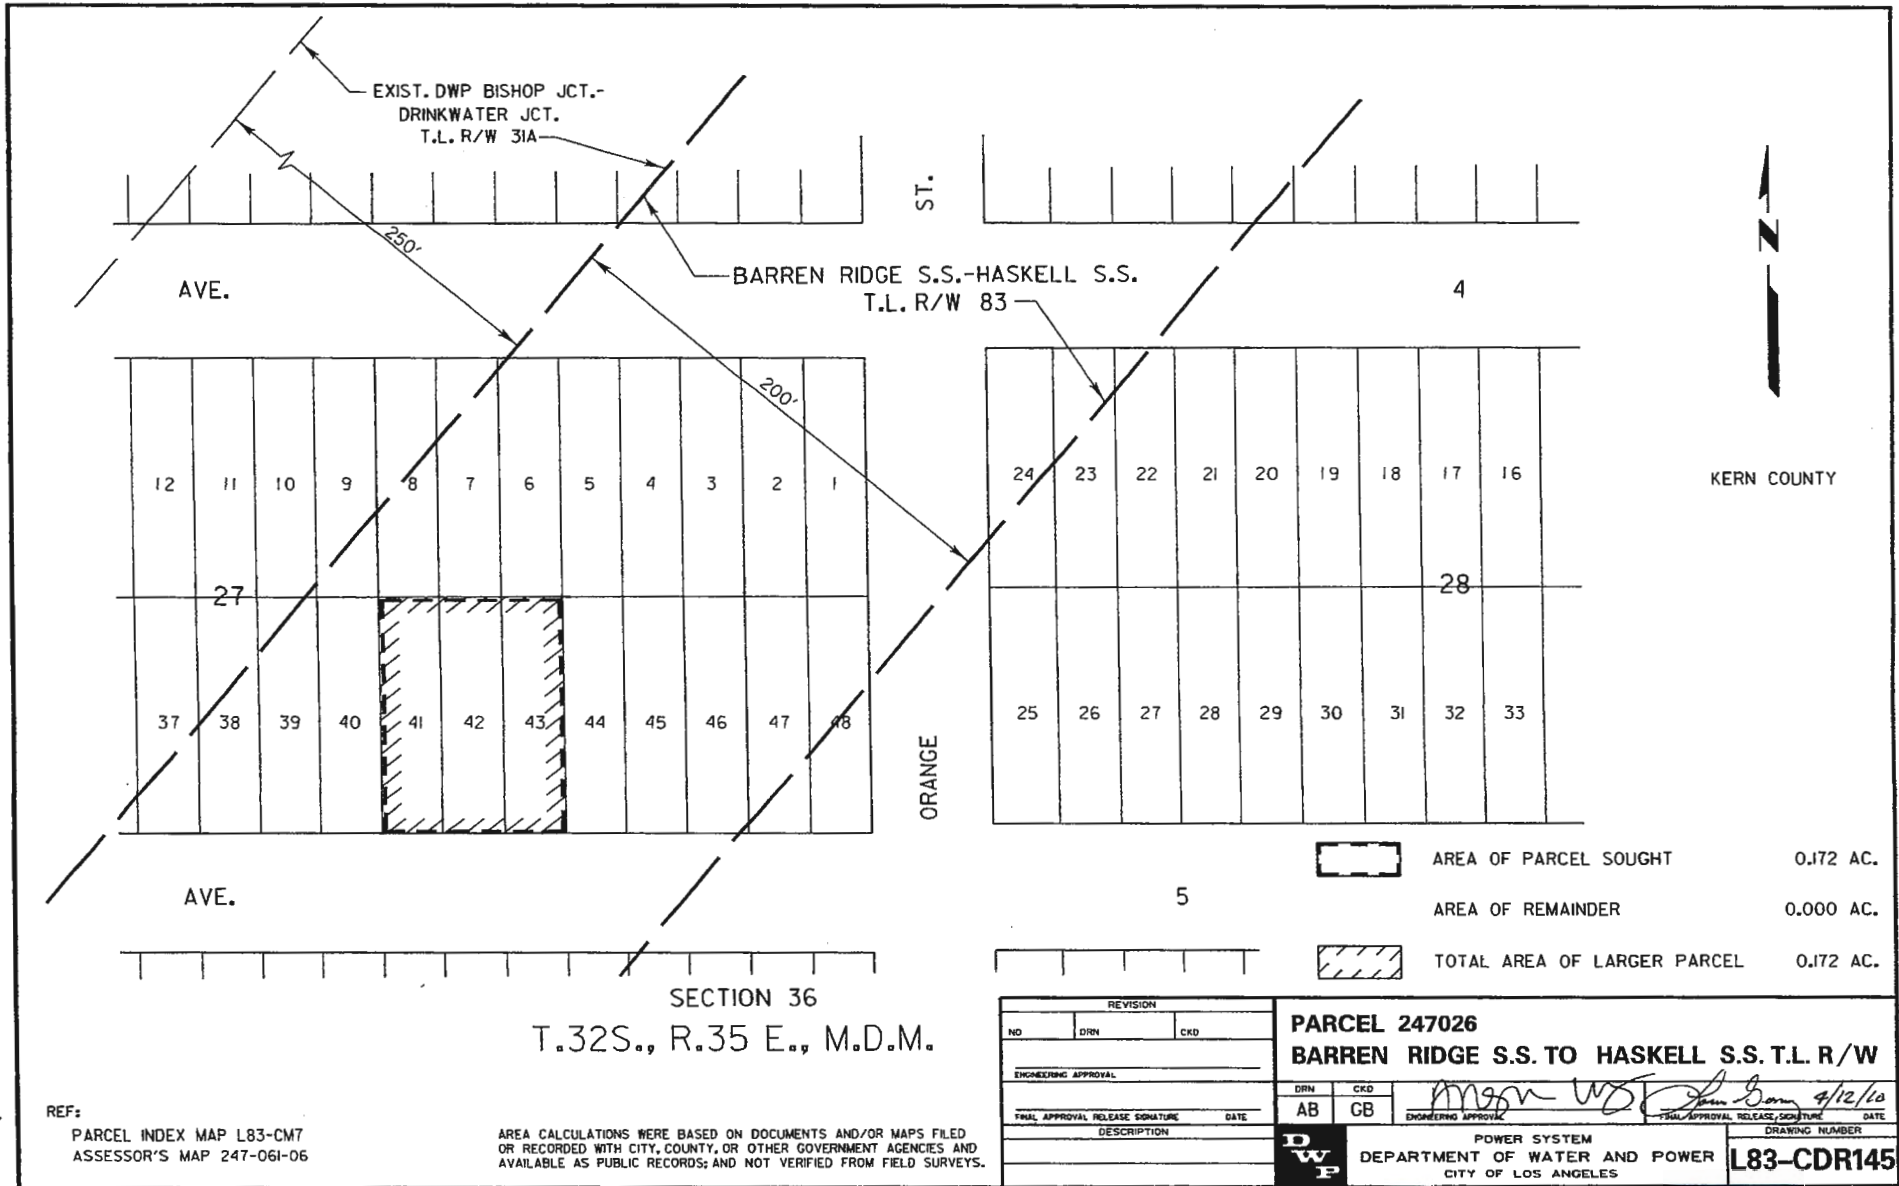 EXIST. DWP BISHOP JCT.-
DRINKWATER JCT.
T.L. R/W 31A
ST.
250'
AVE.
BARREN RIDGE S.S.-HASKELL S.S.
T.L. R/W 83
4
N
200'
12 11 10 9 8 7 6 5 4 3 2 1
24 23 22 21 20 19 18 17 16
KERN COUNTY
27
28
37 38 39 40 41 42 43 44 45 46 47 48
25 26 27 28 29 30 31 32 33
ORANGE
AVE.
5
AREA OF PARCEL SOUGHT 0.172 AC.
AREA OF REMAINDER 0.000 AC.
TOTAL AREA OF LARGER PARCEL 0.172 AC.
SECTION 36
T.32S., R.35 E., M.D.M.
REF:
PARCEL INDEX MAP L83-CM7
ASSESSOR'S MAP 247-061-06
AREA CALCULATIONS WERE BASED ON DOCUMENTS AND/OR MAPS FILED
OR RECORDED WITH CITY, COUNTY, OR OTHER GOVERNMENT AGENCIES AND
AVAILABLE AS PUBLIC RECORDS; AND NOT VERIFIED FROM FIELD SURVEYS.
REVISION
NO DRN CKD
ENGINEERING APPROVAL
FINAL APPROVAL RELEASE SIGNATURE DATE
DESCRIPTION
PARCEL 247026
BARREN RIDGE S.S. TO HASKELL S.S. T.L. R/W
DRN CKD
AB GB
4/12/10
ENGINEERING APPROVAL
FINAL APPROVAL RELEASE SIGNATURE DATE
DWP
POWER SYSTEM
DEPARTMENT OF WATER AND POWER
CITY OF LOS ANGELES
DRAWING NUMBER
L83-CDR145